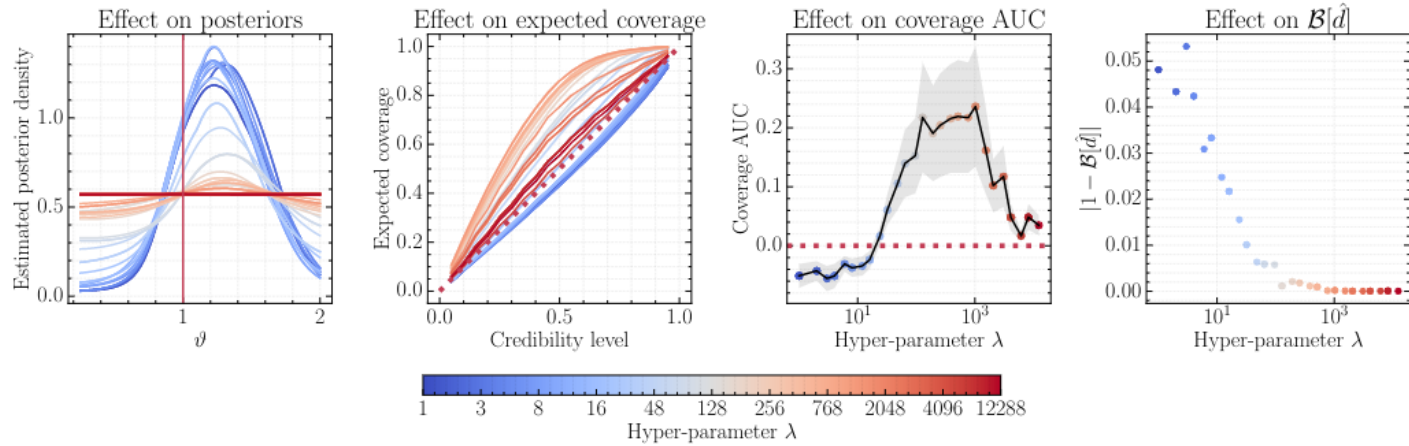 Effect on posteriors
Estimated posterior density
1.0
0.5
0.0
1
2
ϑ
Effect on expected coverage
Expected coverage
1.0
0.8
0.6
0.4
0.2
0.0
0.0
0.5
1.0
Credibility level
Effect on coverage AUC
Coverage AUC
0.3
0.2
0.1
0.0
10¹
10³
Hyper-parameter λ
Effect on 𝓑[d̂]
|1 − 𝓑[d̂]|
0.05
0.04
0.03
0.02
0.01
0.00
10¹
10³
Hyper-parameter λ
1 3 8 16 48 128 256 768 2048 4096 12288
Hyper-parameter λ